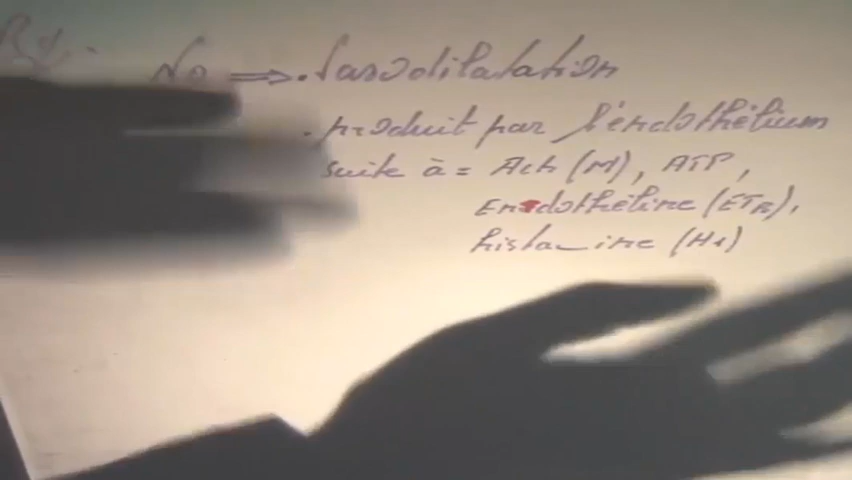 No ⇒ . Vasodilatation
. produit par l'endothélium
suite à = Ach (M), ATP,
Endothéline (ETB),
histamine (H1)